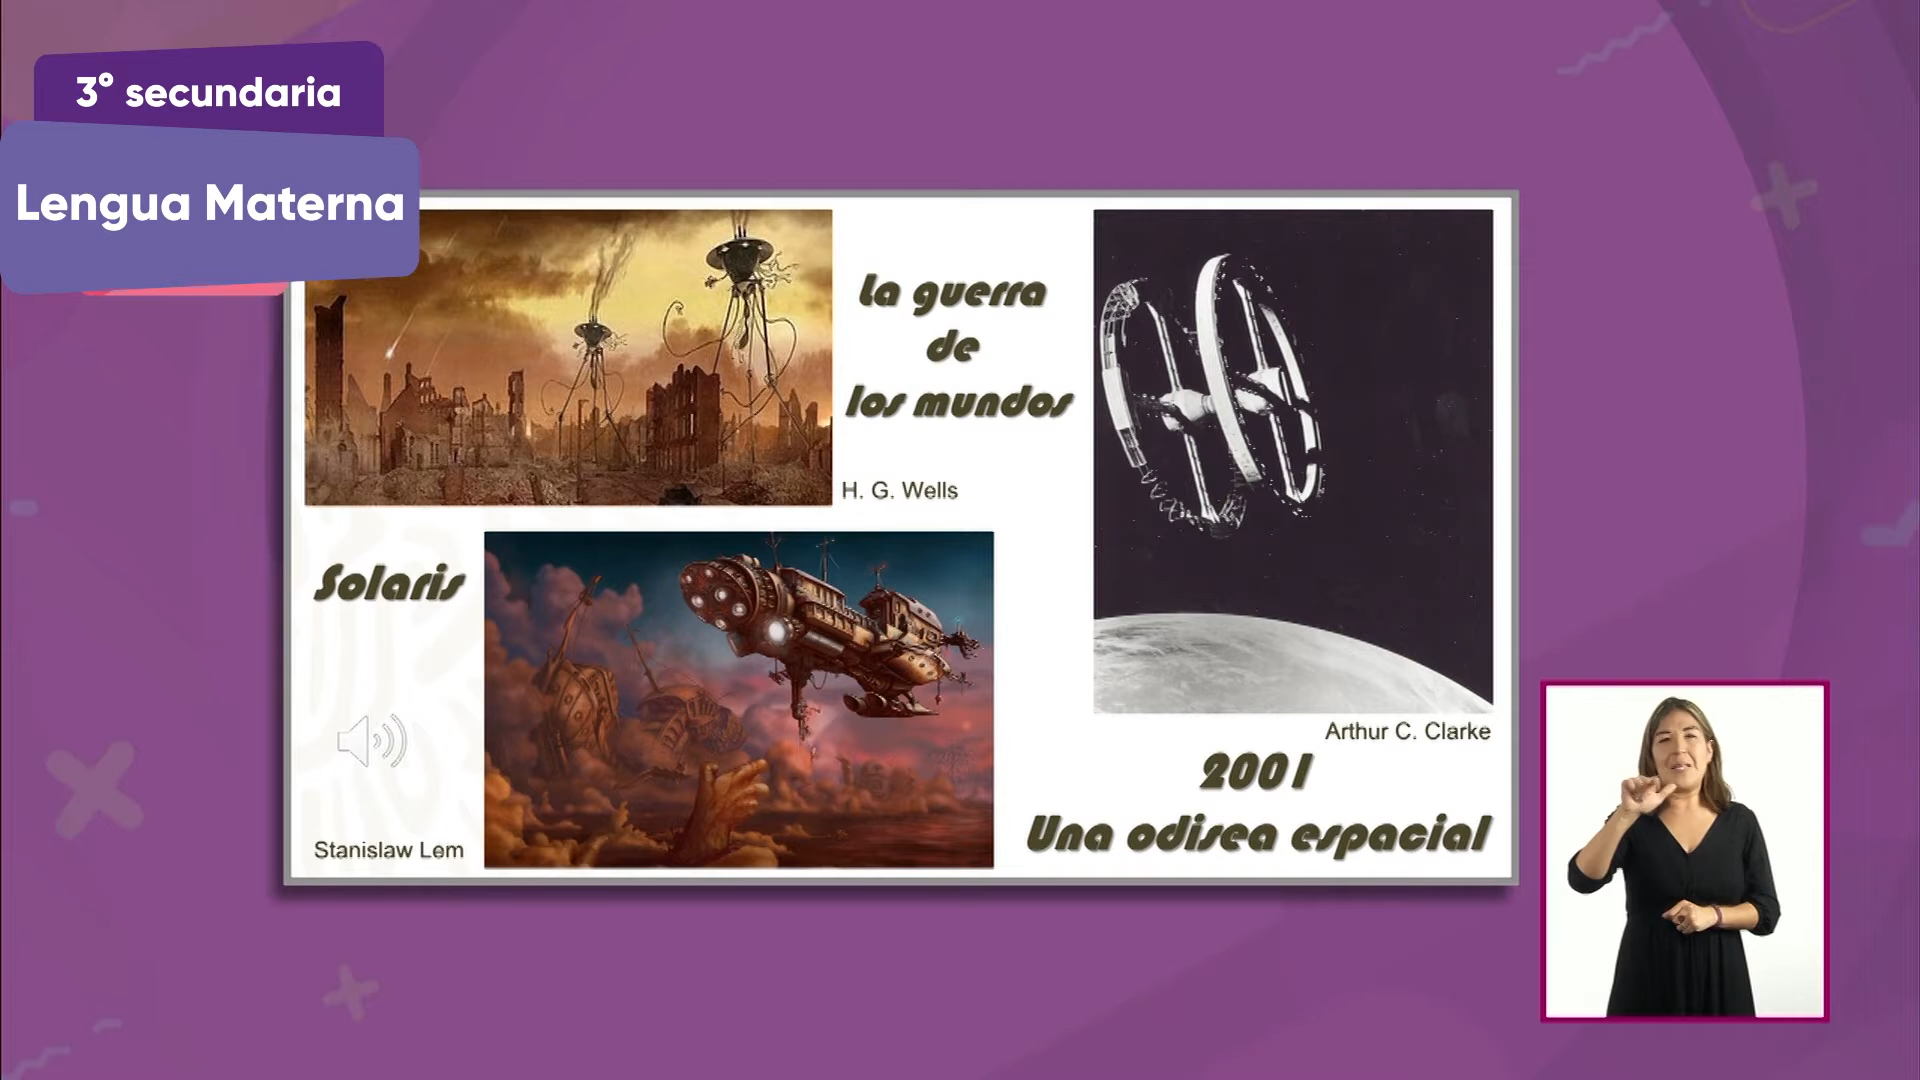 3° secundaria
Lengua Materna
La guerra
de
los mundos
H. G. Wells
Solaris
Stanislaw Lem
Arthur C. Clarke
2001
Una odisea espacial